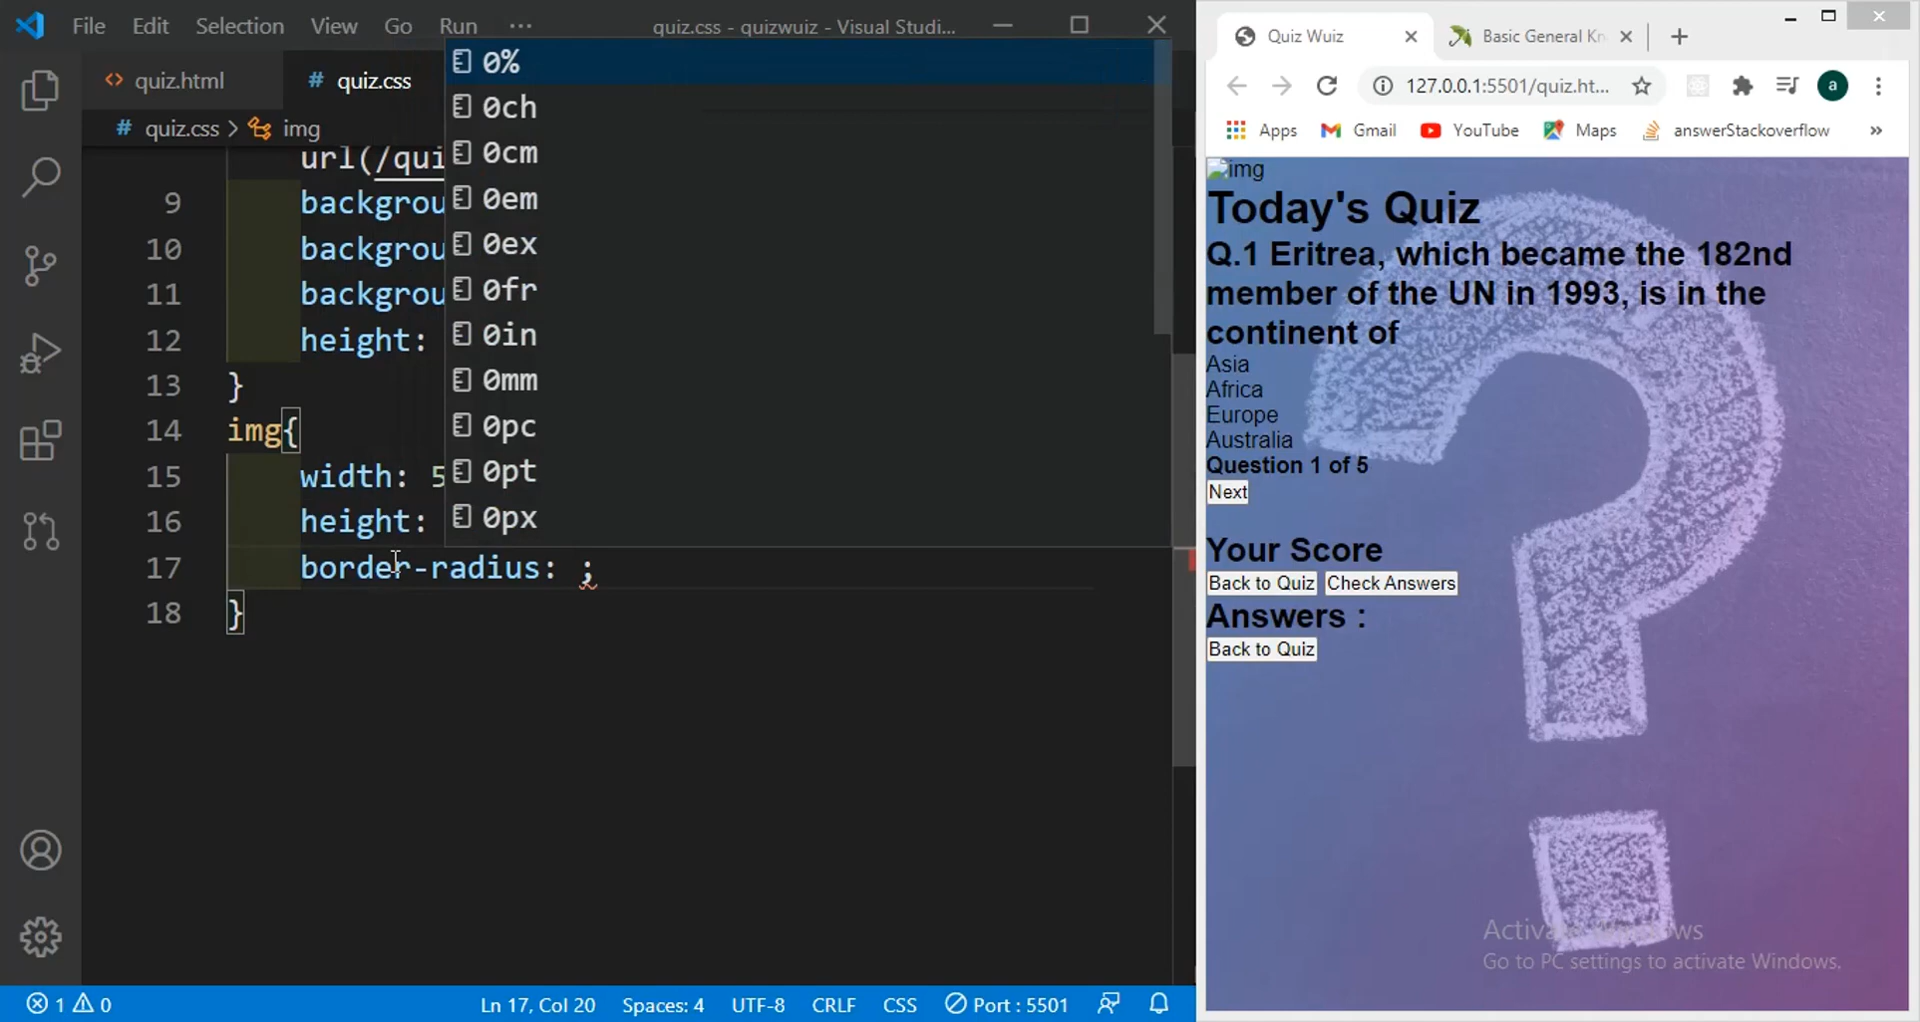 File Edit Selection View Go Run ··· quiz.css - quizwuiz - Visual Studi...
quiz.html # quiz.css
# quiz.css > img
url(/qui
9 backgrou
10 backgrou
11 backgrou
12 height:
13 }
14 img{
15 width: 5
16 height:
17 border-radius: ;
18 }
0%
0ch
0cm
0em
0ex
0fr
0in
0mm
0pc
0pt
0px
1 0 Ln 17, Col 20 Spaces: 4 UTF-8 CRLF CSS Port : 5501
Quiz Wuiz Basic General Kn
127.0.0.1:5501/quiz.ht... a
Apps Gmail YouTube Maps answerStackoverflow »
img
Today's Quiz
Q.1 Eritrea, which became the 182nd
member of the UN in 1993, is in the
continent of
Asia
Africa
Europe
Australia
Question 1 of 5
Next
Your Score
Back to Quiz Check Answers
Answers :
Back to Quiz
Activate Windows
Go to PC settings to activate Windows.